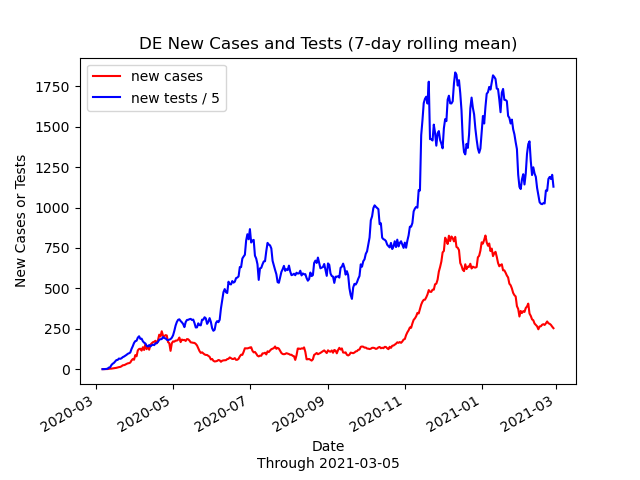 DE New Cases and Tests (7-day rolling mean)
new cases
new tests / 5
New Cases or Tests
1750
1500
1250
1000
750
500
250
0
2020-03
2020-05
2020-07
2020-09
2020-11
2021-01
2021-03
Date
Through 2021-03-05